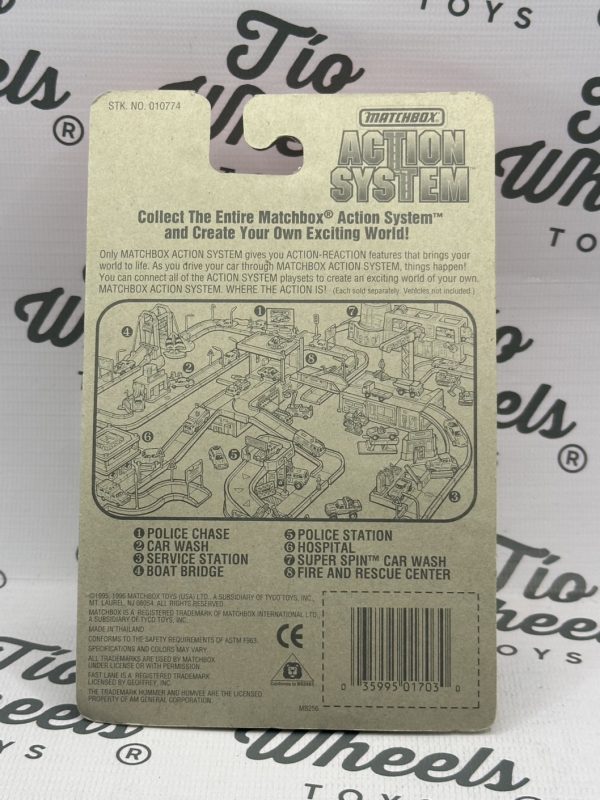 TOYS
Tío
Wheels
®
TOYS
STK. NO. 010774
MATCHBOX®
ACTION
SYSTEM™
Collect The Entire Matchbox® Action System™
and Create Your Own Exciting World!
Only MATCHBOX ACTION SYSTEM gives you ACTION-REACTION features that brings your
world to life. As you drive your car through MATCHBOX ACTION SYSTEM, things happen!
You can connect all of the ACTION SYSTEM playsets to create an exciting world of your own.
MATCHBOX ACTION SYSTEM. WHERE THE ACTION IS! (Each sold separately. Vehicles not included.)
1 POLICE CHASE
2 CAR WASH
3 SERVICE STATION
4 BOAT BRIDGE
5 POLICE STATION
6 HOSPITAL
7 SUPER SPIN™ CAR WASH
8 FIRE AND RESCUE CENTER
©1995, 1996 MATCHBOX TOYS (USA) LTD., A SUBSIDIARY OF TYCO TOYS, INC.,
MT. LAUREL, NJ 08054. ALL RIGHTS RESERVED.
MATCHBOX IS A REGISTERED TRADEMARK OF MATCHBOX INTERNATIONAL LTD.
A SUBSIDIARY OF TYCO TOYS, INC.
MADE IN THAILAND
CONFORMS TO THE SAFETY REQUIREMENTS OF ASTM F963.
SPECIFICATIONS AND COLORS MAY VARY.
ALL TRADEMARKS ARE USED BY MATCHBOX
UNDER LICENSE OR WITH PERMISSION.
FAST LANE IS A REGISTERED TRADEMARK
LICENSED BY GEOFFREY, INC.
THE TRADEMARK HUMMER AND HUMVEE ARE THE LICENSED
PROPERTY OF AM GENERAL CORPORATION.
CE
MB256
0 35995 01703 0
Tío
Wheels
®
TOYS